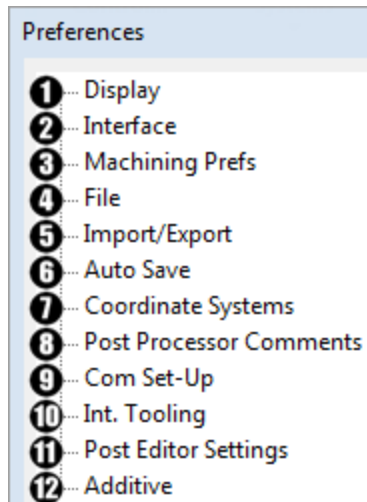 Preferences
1 Display
2 Interface
3 Machining Prefs
4 File
5 Import/Export
6 Auto Save
7 Coordinate Systems
8 Post Processor Comments
9 Com Set-Up
10 Int. Tooling
11 Post Editor Settings
12 Additive